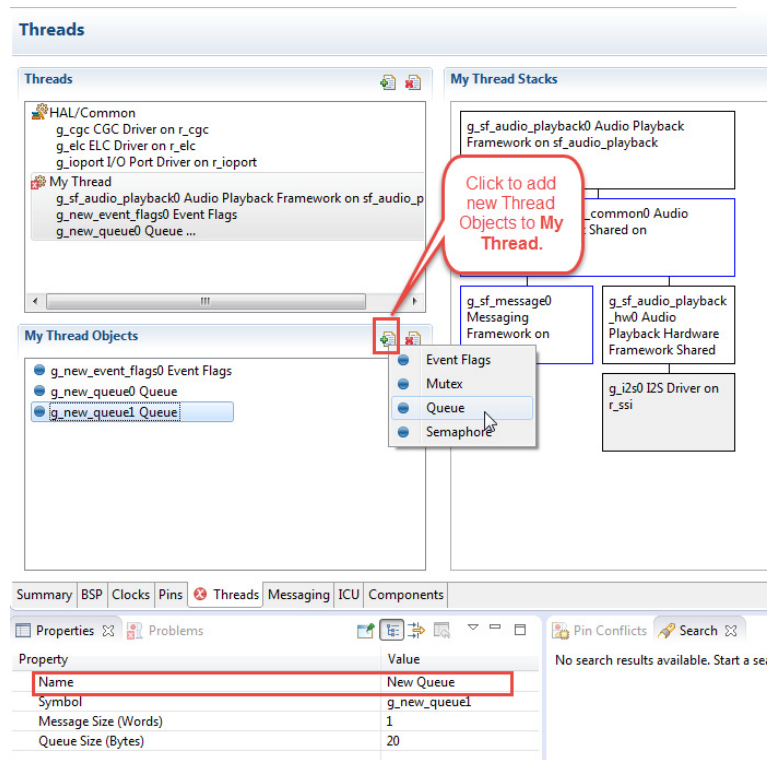 Threads
Threads
HAL/Common
g_cgc CGC Driver on r_cgc
g_elc ELC Driver on r_elc
g_ioport I/O Port Driver on r_ioport
My Thread
g_sf_audio_playback0 Audio Playback Framework on sf_audio_p
g_new_event_flags0 Event Flags
g_new_queue0 Queue ...
My Thread Stacks
g_sf_audio_playback0 Audio Playback
Framework on sf_audio_playback
Click to add
new Thread
Objects to My
Thread.
_common0 Audio
Shared on
g_sf_message0
Messaging
Framework on
g_sf_audio_playback
_hw0 Audio
Playback Hardware
Framework Shared
g_i2s0 I2S Driver on
r_ssi
My Thread Objects
g_new_event_flags0 Event Flags
g_new_queue0 Queue
g_new_queue1 Queue
Event Flags
Mutex
Queue
Semaphore
Summary BSP Clocks Pins Threads Messaging ICU Components
Properties Problems
Property Value
Name New Queue
Symbol g_new_queue1
Message Size (Words) 1
Queue Size (Bytes) 20
Pin Conflicts Search
No search results available. Start a sea